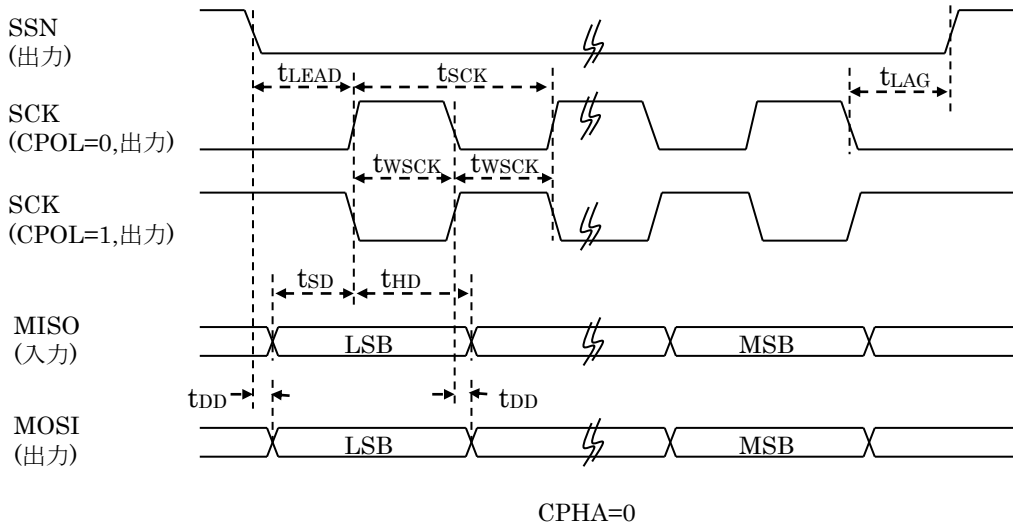 SSN
(出力)
tLEAD
tSCK
tLAG
SCK
(CPOL=0,出力)
tWSCK
tWSCK
SCK
(CPOL=1,出力)
tSD
tHD
MISO
(入力)
LSB
MSB
tDD
tDD
MOSI
(出力)
LSB
MSB
CPHA=0